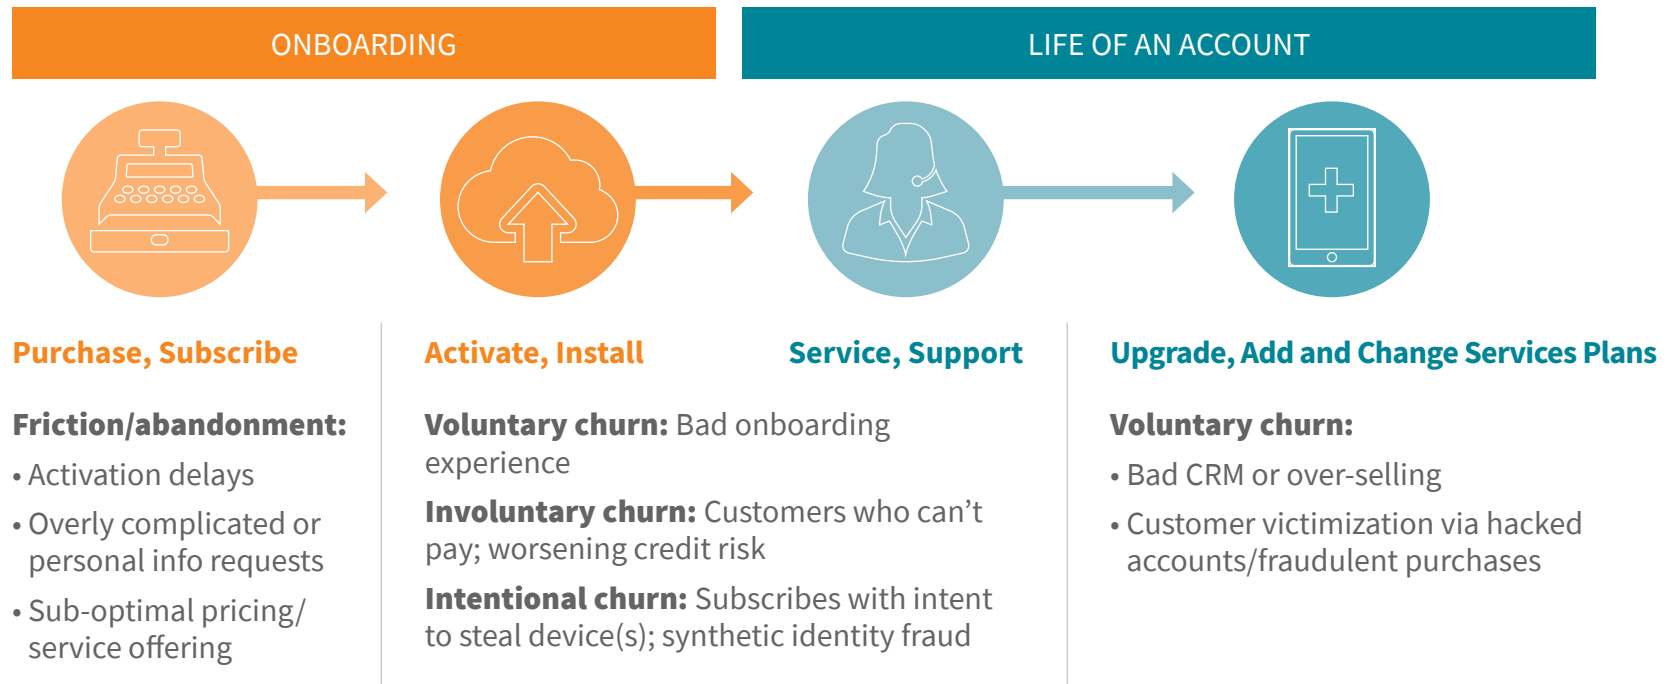 ONBOARDING
LIFE OF AN ACCOUNT
Purchase, Subscribe
Friction/abandonment:
• Activation delays
• Overly complicated or
personal info requests
• Sub-optimal pricing/
service offering
Activate, Install
Service, Support
Voluntary churn: Bad onboarding
experience
Involuntary churn: Customers who can’t
pay; worsening credit risk
Intentional churn: Subscribes with intent
to steal device(s); synthetic identity fraud
Upgrade, Add and Change Services Plans
Voluntary churn:
• Bad CRM or over-selling
• Customer victimization via hacked
accounts/fraudulent purchases